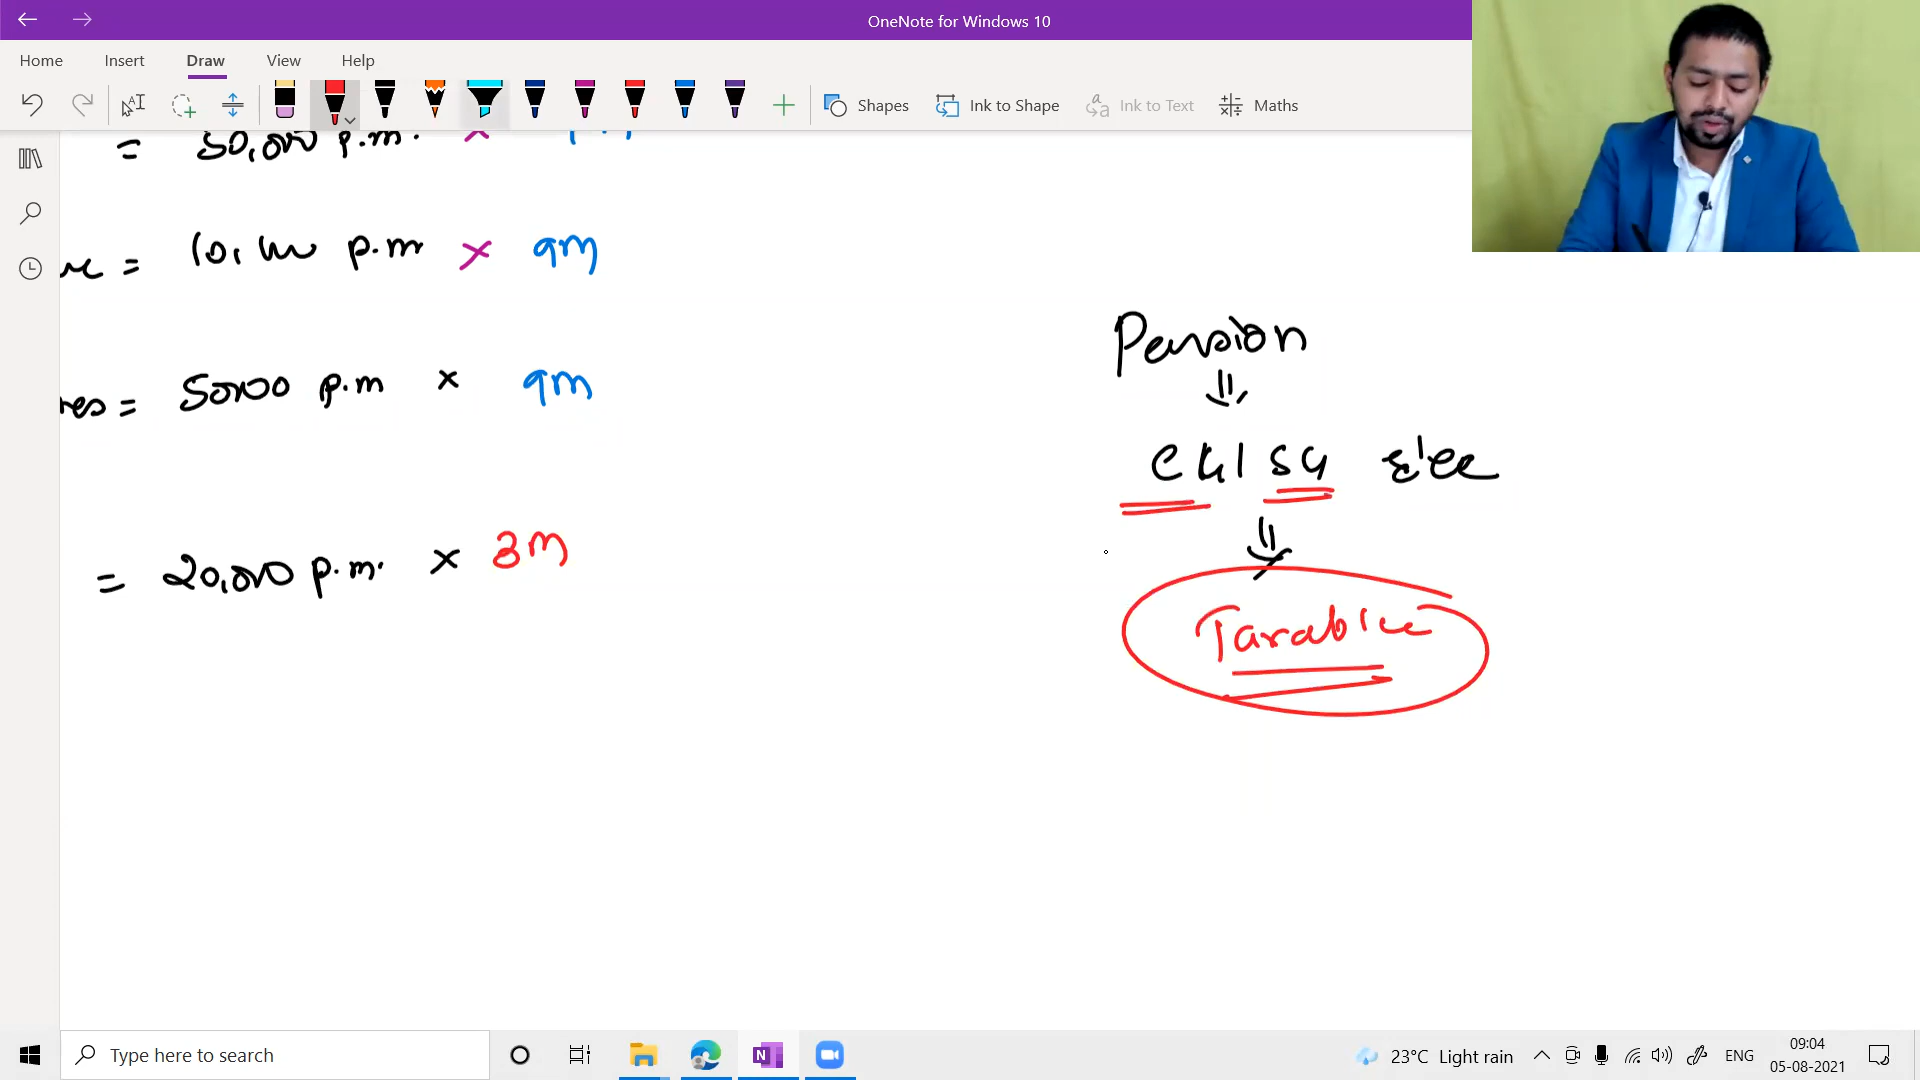 OneNote for Windows 10
Home Insert Draw View Help
Shapes Ink to Shape Ink to Text Maths
= 50,000 p.m. ×
= 10,000 p.m × 9m
= 5000 p.m × 9m
= 20,000 p.m. × 3m
Pension
⇓
⇓
Taxable
Type here to search
23°C Light rain
ENG
09:04
05-08-2021